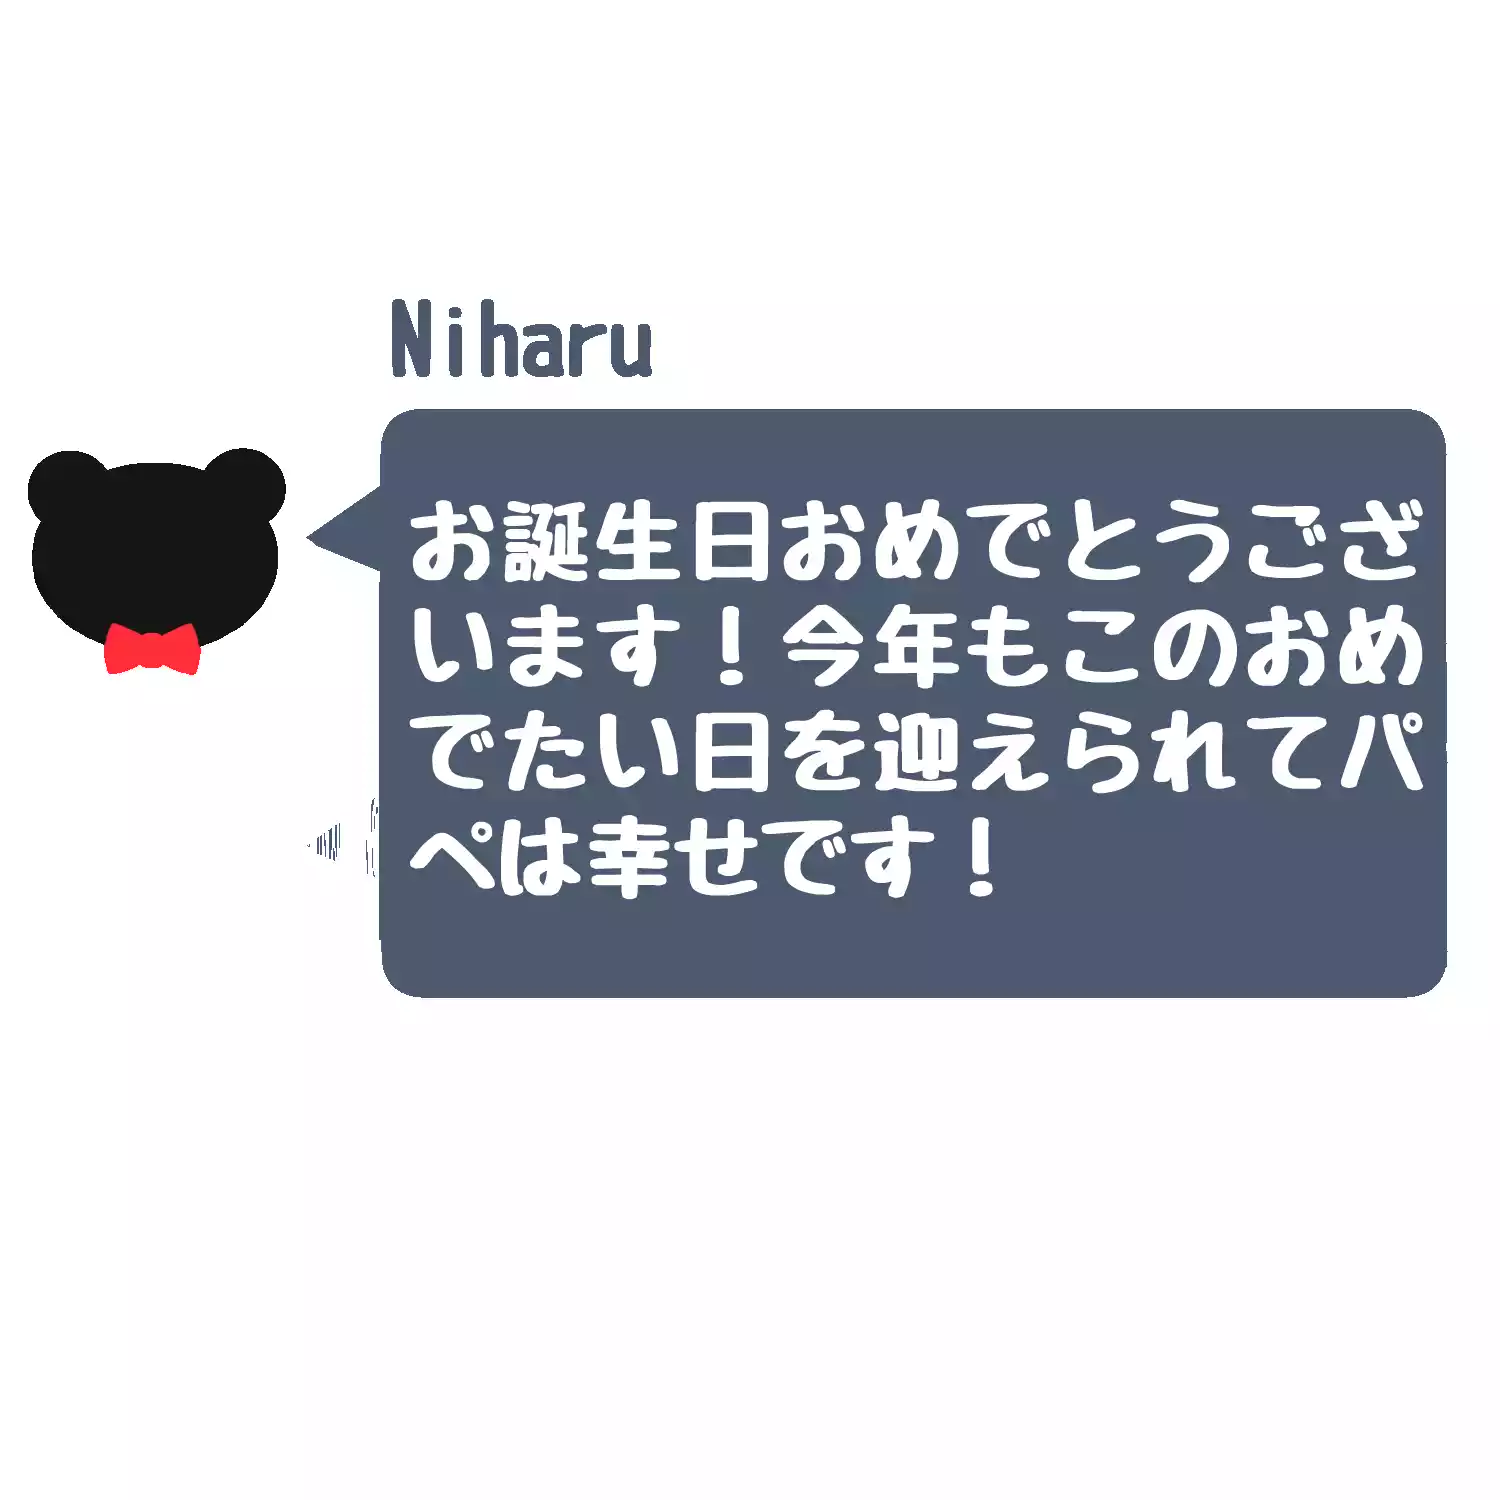 Niharu
お誕生日おめでとうござ
います！今年もこのおめ
でたい日を迎えられてパ
ペは幸せです！